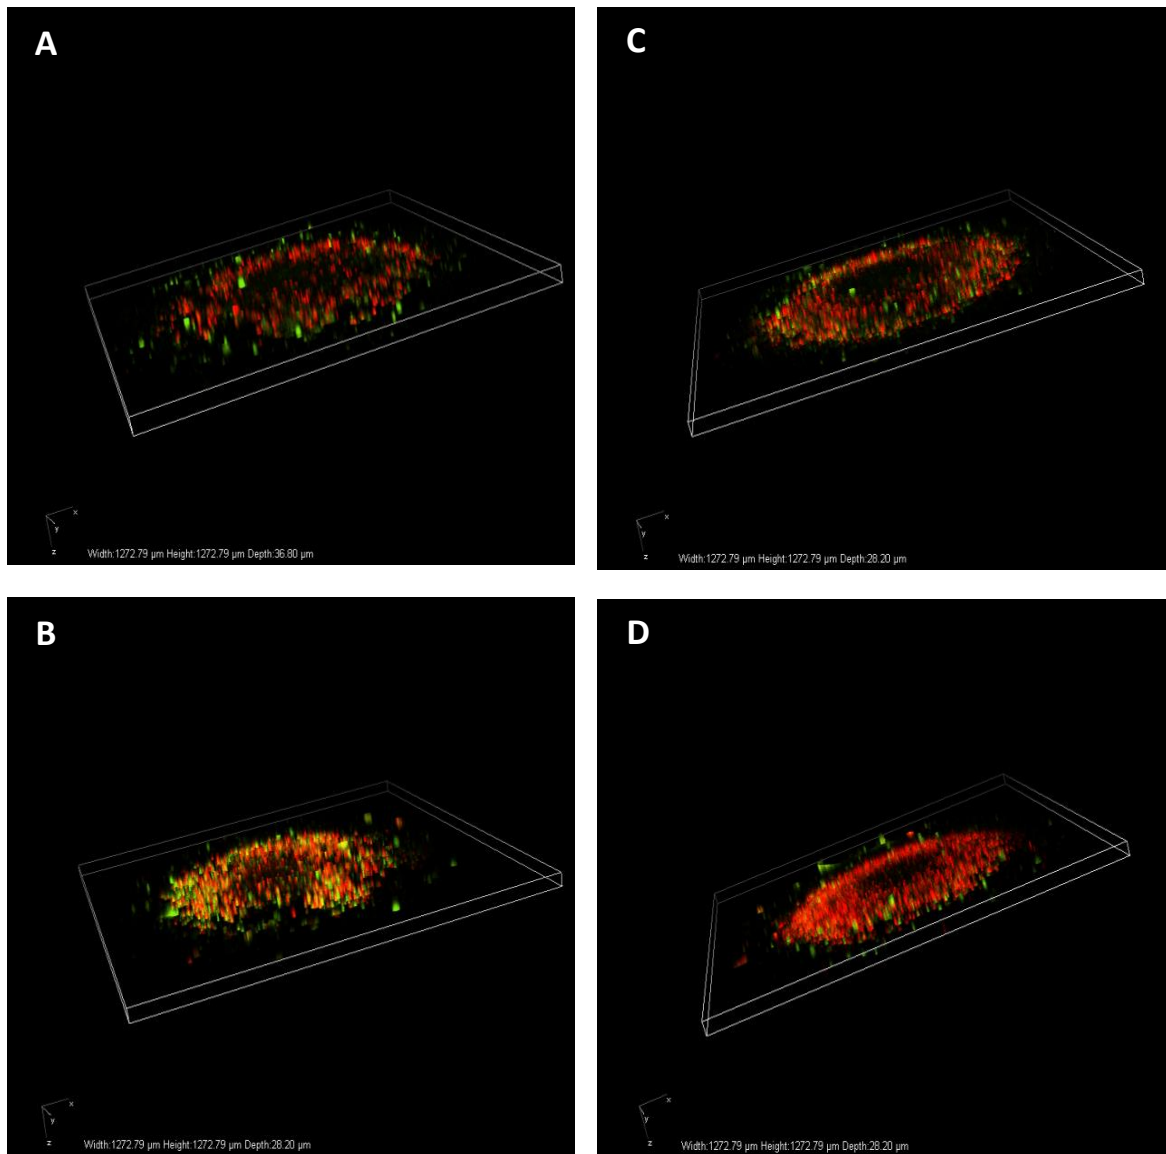 A
x
y
z
Width:1272.79 µm Height:1272.79 µm Depth:36.80 µm
C
x
y
z
Width:1272.79 µm Height:1272.79 µm Depth:28.20 µm
B
x
y
z
Width:1272.79 µm Height:1272.79 µm Depth:28.20 µm
D
x
y
z
Width:1272.79 µm Height:1272.79 µm Depth:28.20 µm